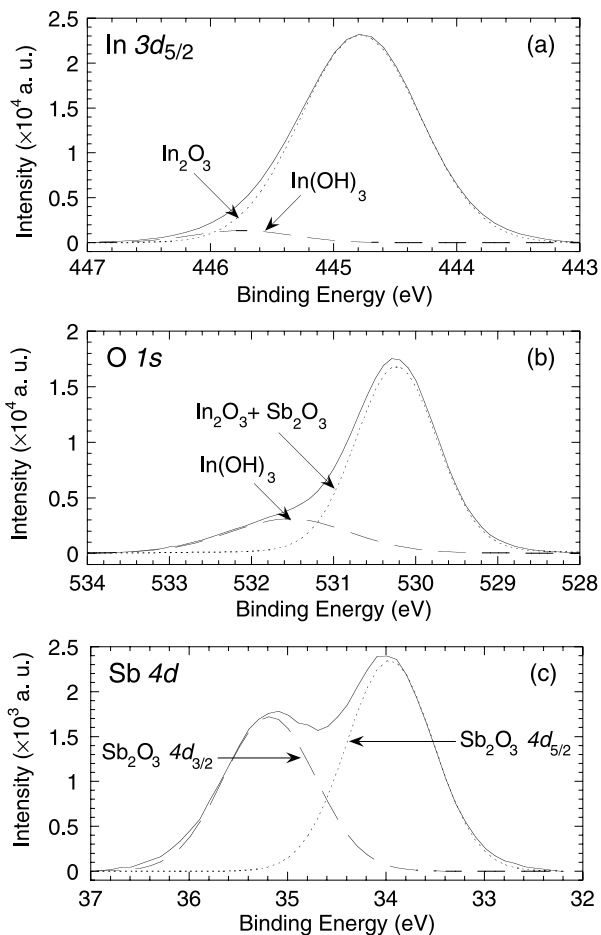 In 3d5/2
(a)
In2O3
In(OH)3
Intensity (×10^4 a. u.)
2.5
2
1.5
1
0.5
0
447 446 445 444 443
Binding Energy (eV)
O 1s
(b)
In2O3+ Sb2O3
In(OH)3
Intensity (×10^4 a. u.)
2
1.5
1
0.5
0
534 533 532 531 530 529 528
Binding Energy (eV)
Sb 4d
(c)
Sb2O3 4d3/2
Sb2O3 4d5/2
Intensity (×10^3 a. u.)
2.5
2
1.5
1
0.5
0
37 36 35 34 33 32
Binding Energy (eV)